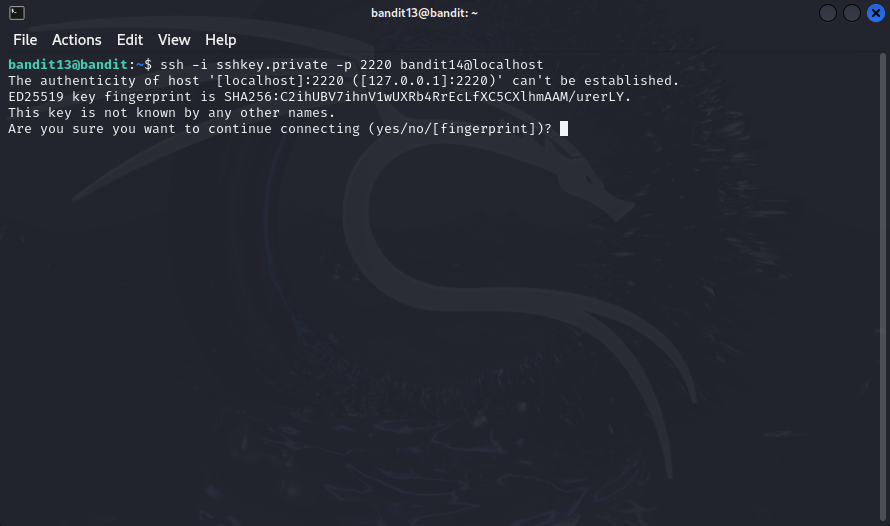 bandit13@bandit: ~
File Actions Edit View Help
bandit13@bandit:~$ ssh -i sshkey.private -p 2220 bandit14@localhost
The authenticity of host '[localhost]:2220 ([127.0.0.1]:2220)' can't be established.
ED25519 key fingerprint is SHA256:C2ihUBV7ihnV1wUXRb4RrEcLfXC5CXlhmAAM/urerLY.
This key is not known by any other names.
Are you sure you want to continue connecting (yes/no/[fingerprint])?